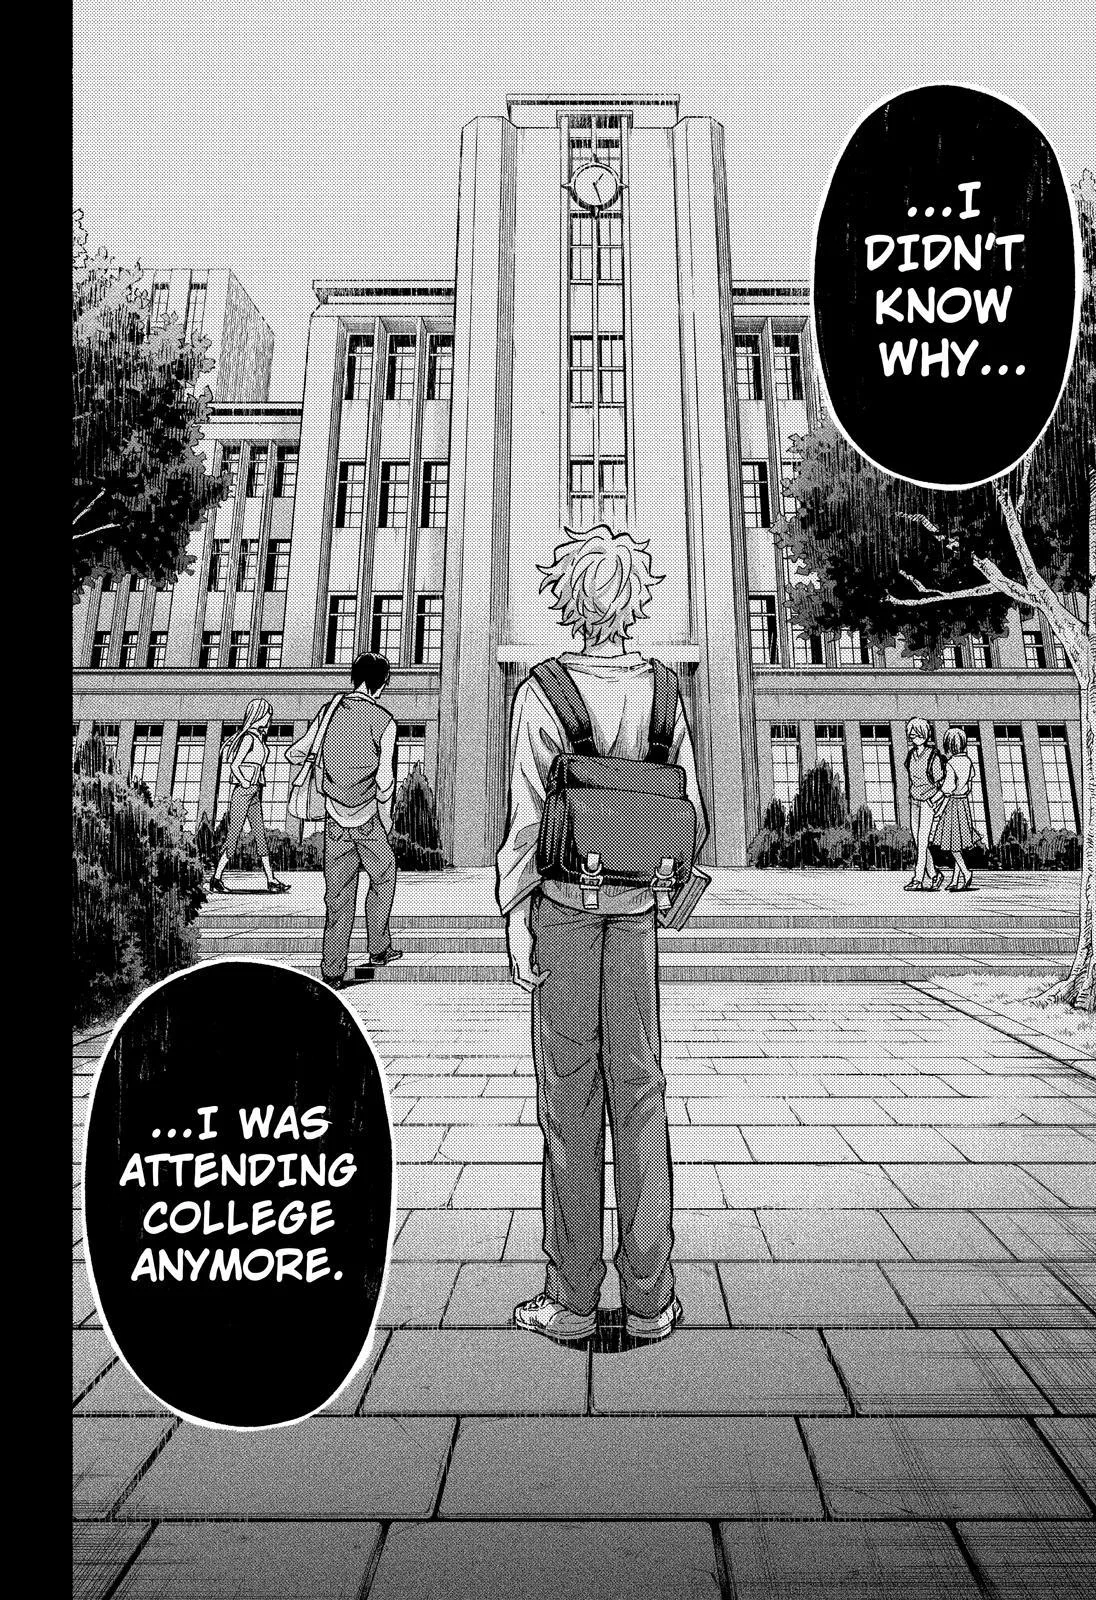 ...I
DIDN'T
KNOW
WHY...
...I WAS
ATTENDING
COLLEGE
ANYMORE.